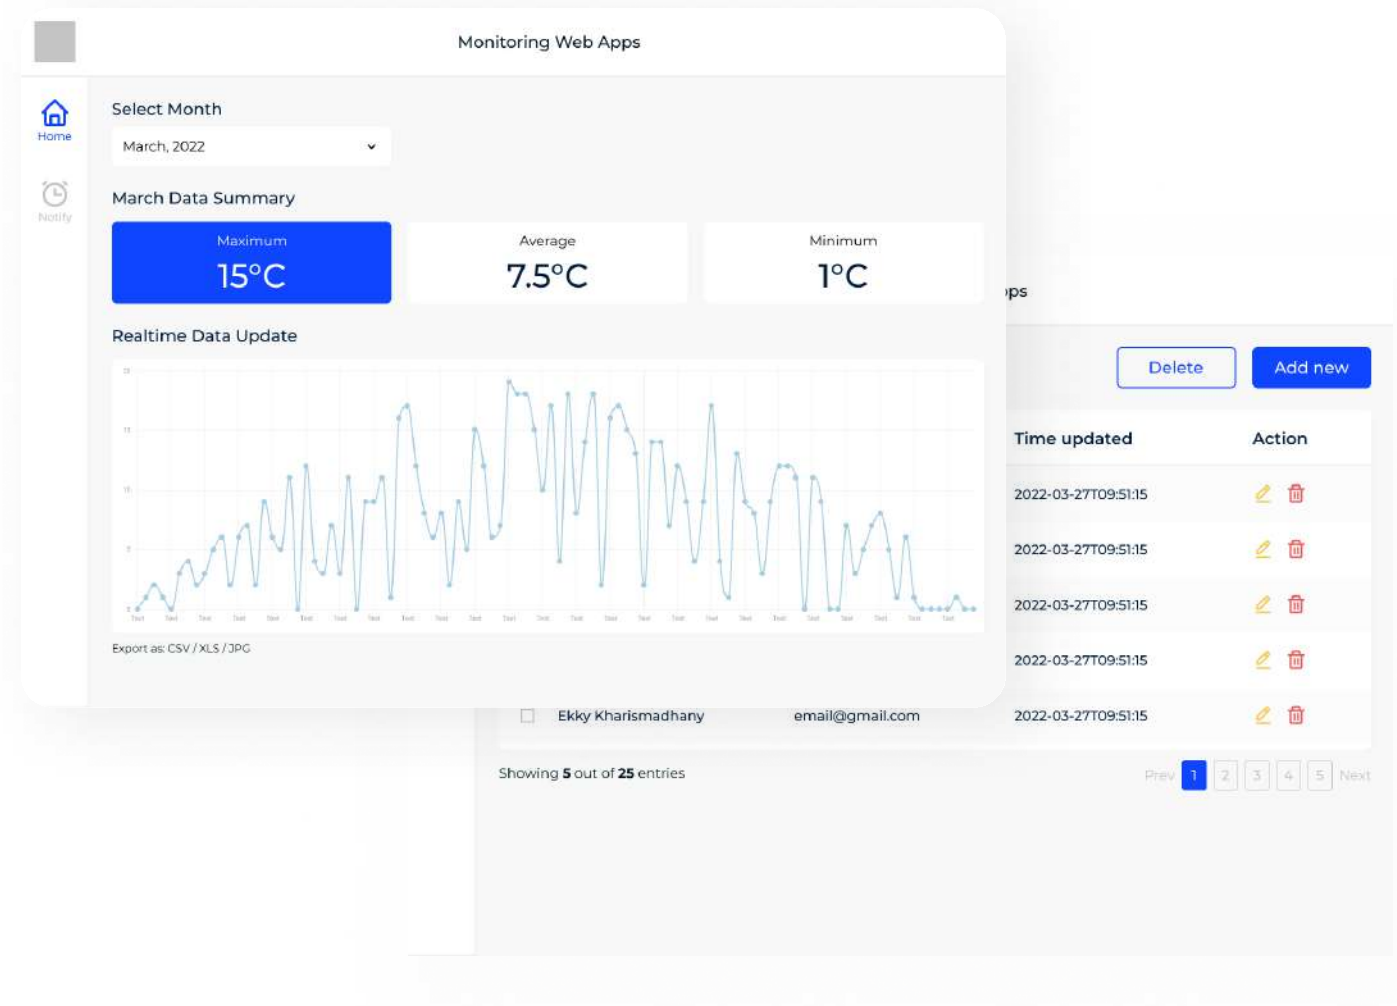 Monitoring Web Apps
Home
Notify
Select Month
March, 2022
March Data Summary
Maximum
15°C
Average
7.5°C
Minimum
1°C
Realtime Data Update
Export as: CSV / XLS / JPG
ps
Delete
Add new
Time updated Action
2022-03-27T09:51:15
2022-03-27T09:51:15
2022-03-27T09:51:15
2022-03-27T09:51:15
Ekky Kharismadhany email@gmail.com 2022-03-27T09:51:15
Showing 5 out of 25 entries
Prev 1 2 3 4 5 Next